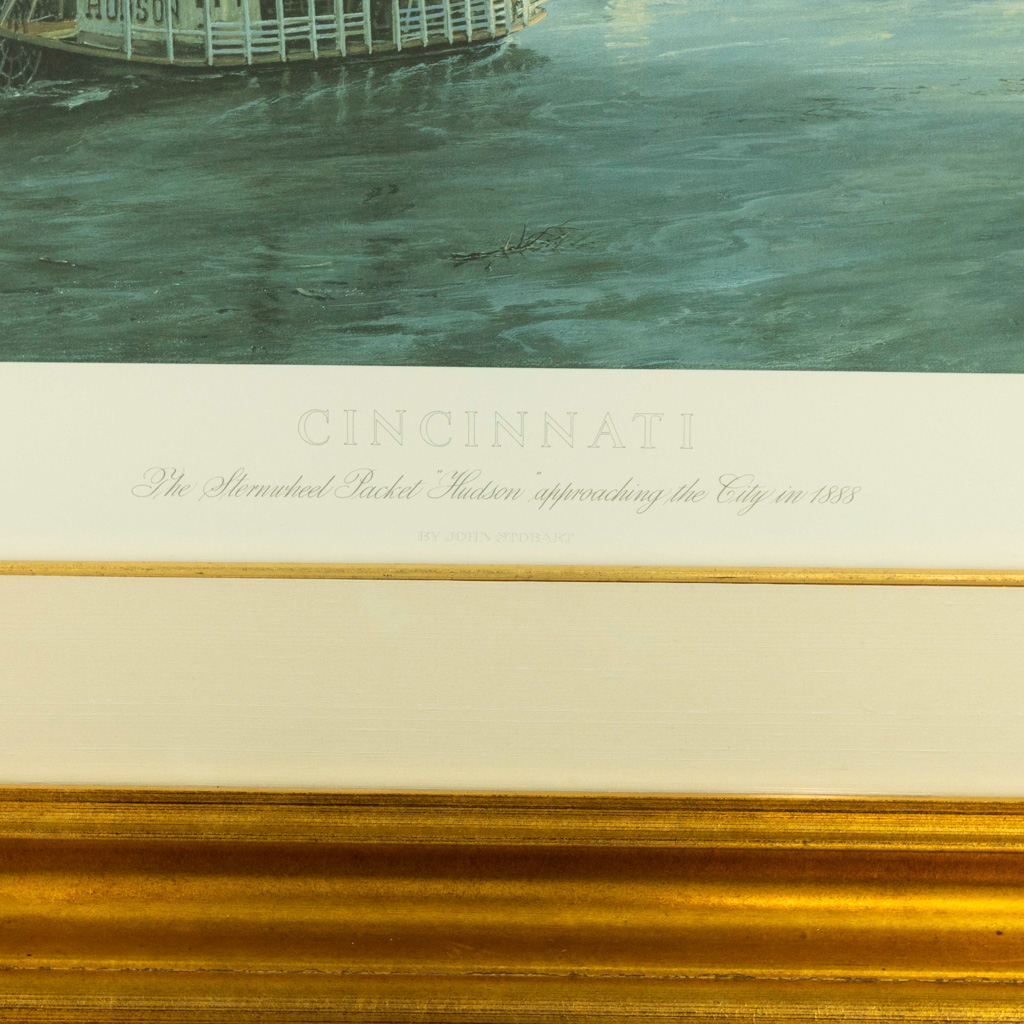 HUDSON
CINCINNATI
The Sternwheel Packet "Hudson" approaching the City in 1888
BY JOHN STOBART